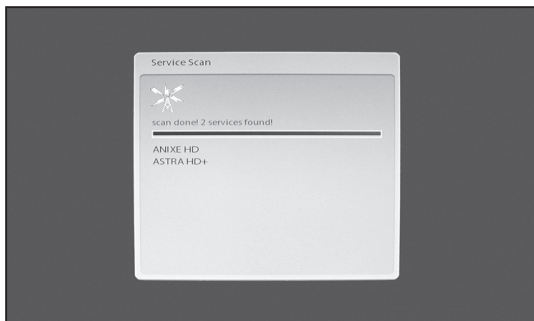 Service Scan
scan done! 2 services found!
ANIXE HD
ASTRA HD+